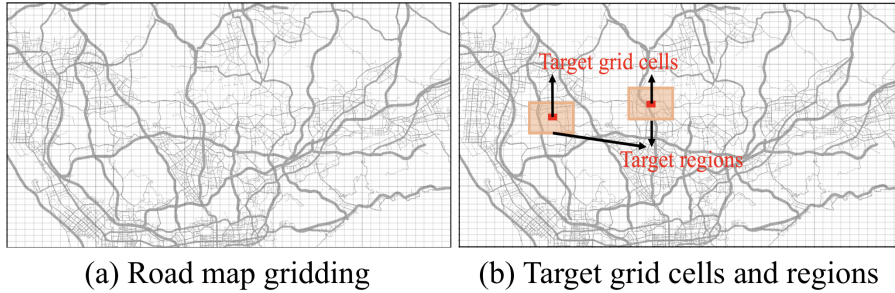 Target grid cells
Target regions
(a) Road map gridding
(b) Target grid cells and regions